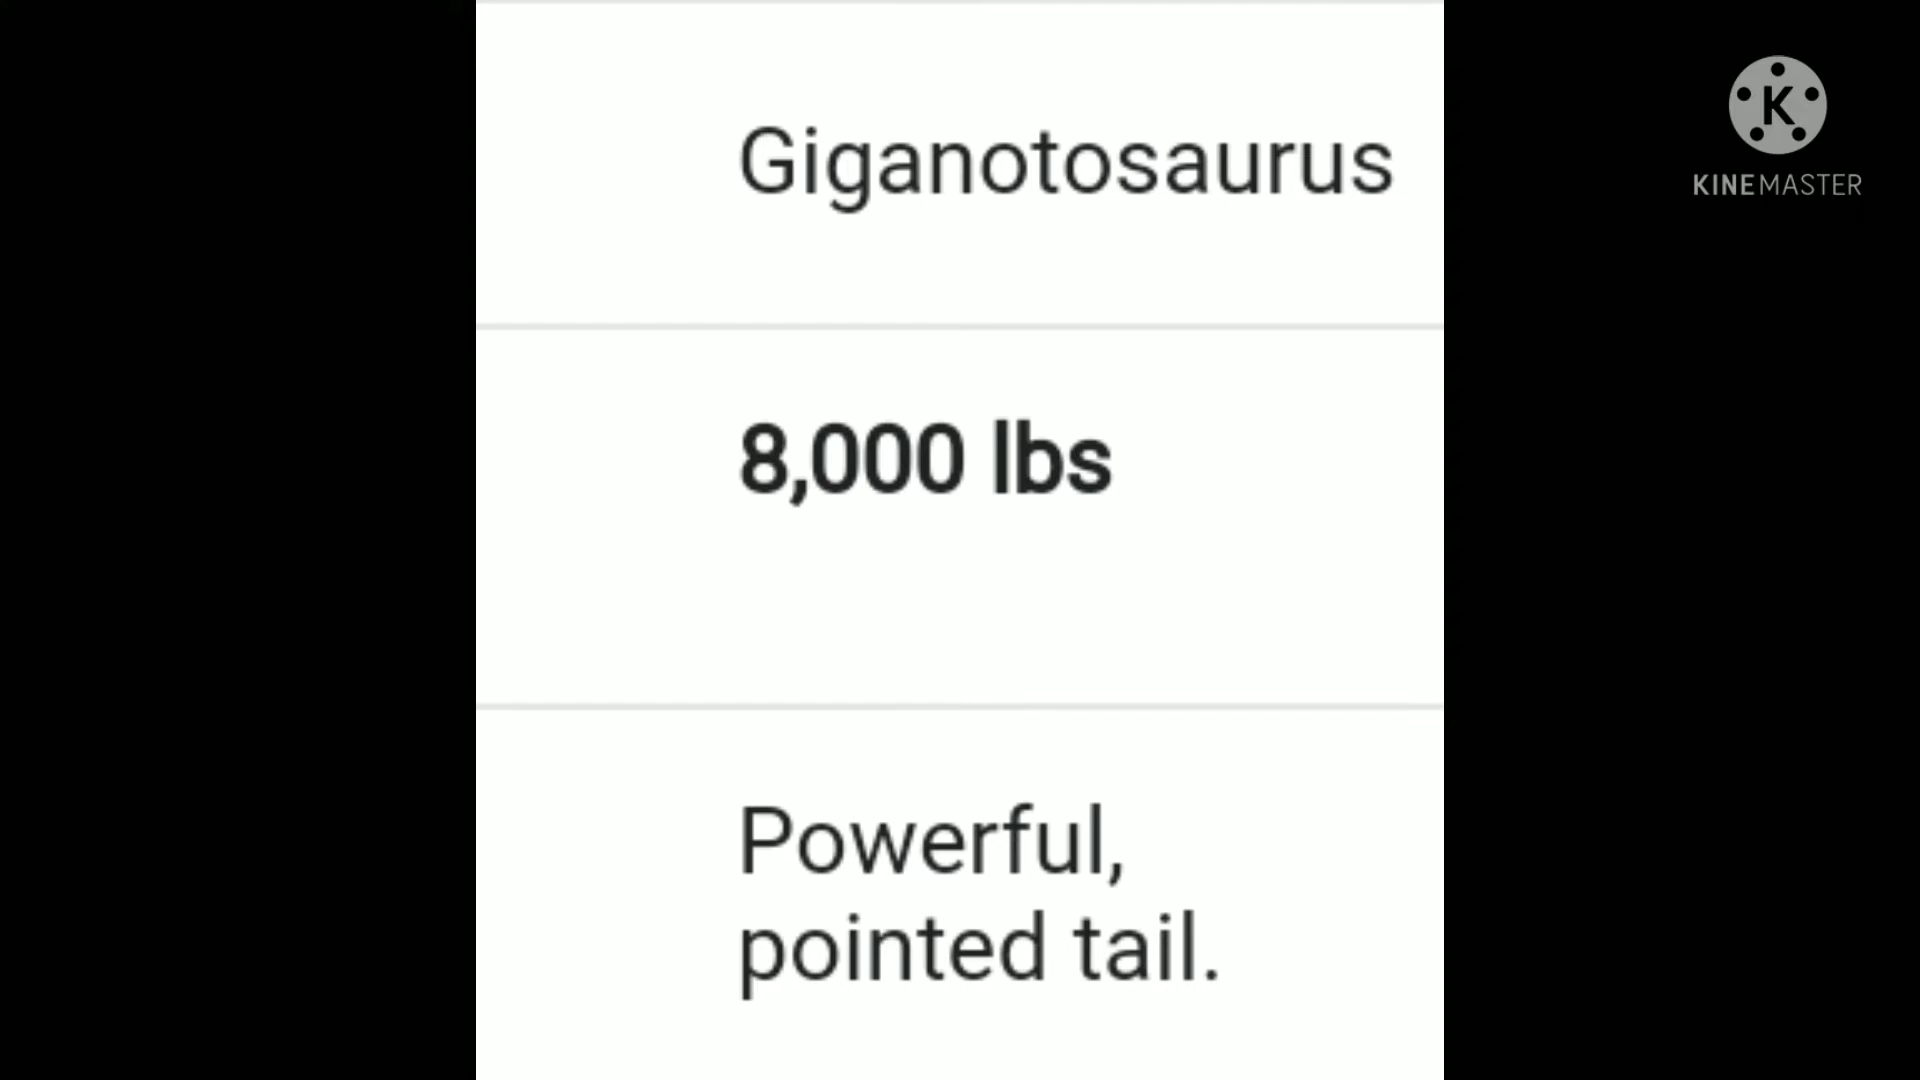 Giganotosaurus
8,000 lbs
Powerful,
pointed tail.
K
KINEMASTER